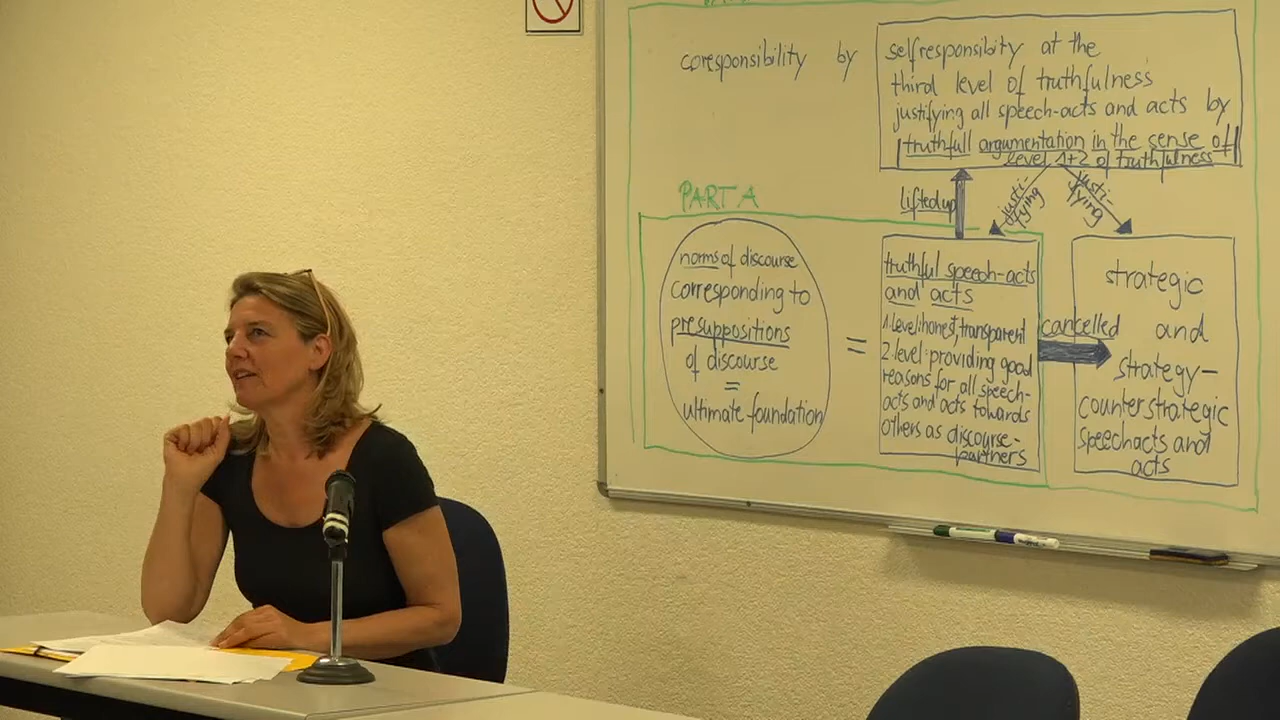 coresponsibility by
selfresponsibity at the
third level of truthfulness
justifying all speech-acts and acts by
truthfull argumentation in the sense of
level 1+2 of truthfulness
lifted up
justi-
fying
justi-
fying
PART A
norms of discourse
corresponding to
presuppositions
of discourse
=
ultimate foundation
=
truthful speech-acts
and acts
1.level:honest, transparent
2.level:providing good
reasons for all speech-
acts and acts towards
others as discourse-
partners
cancelled
strategic
and
strategy-
counterstrategic
speechacts and
acts